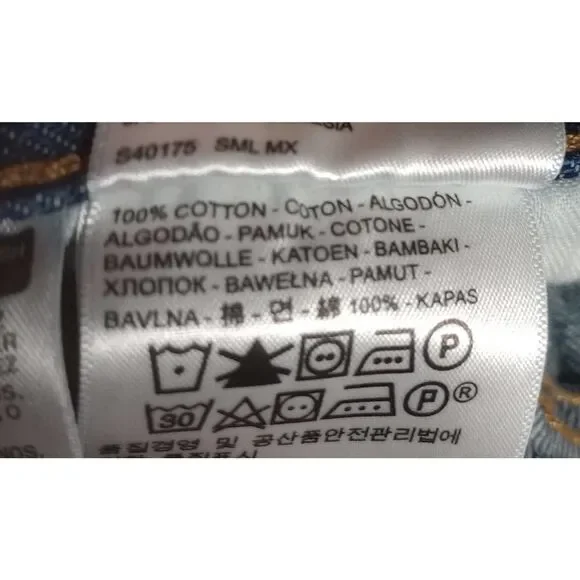 S40175 SML MX
100% COTTON - COTON - ALGODÓN -
ALGODÃO - PAMUK - COTONE -
BAUMWOLLE - KATOEN - BAMBAKI -
ХЛОПОК - BAWEŁNA - PAMUT -
BAVLNA - 棉 - 면 - 綿 100% - KAPAS
P
30 P®
품질경영 및 공산품안전관리법에